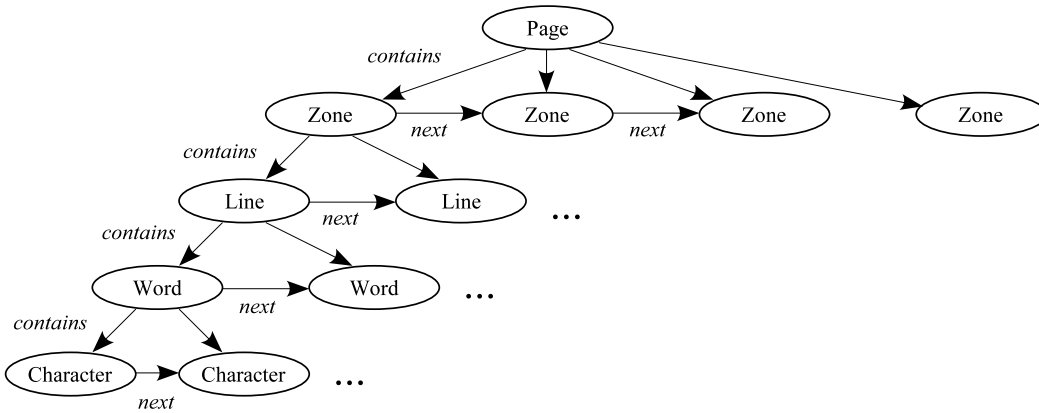 Page
contains
Zone Zone Zone Zone
next next
contains
Line Line ...
next
contains
Word Word ...
next
contains
Character Character ...
next